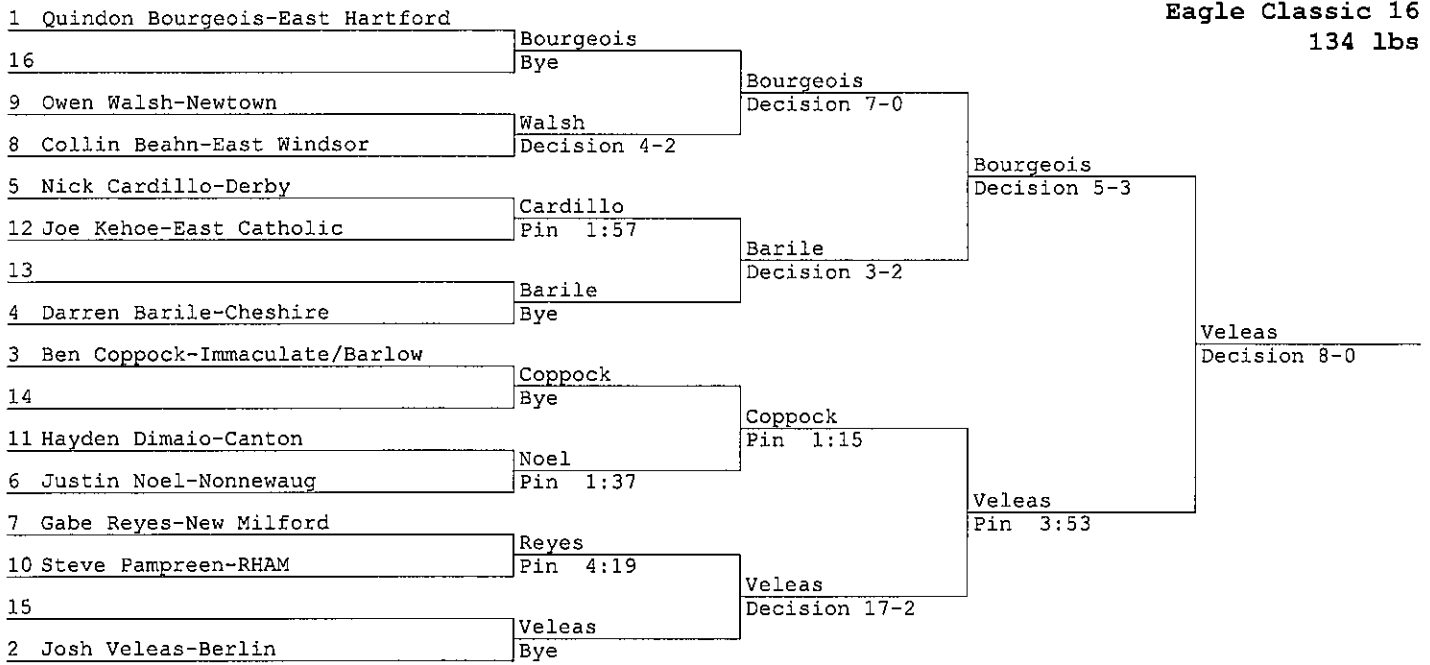 Eagle Classic 16
134 lbs
1 Quindon Bourgeois-East Hartford
16
9 Owen Walsh-Newtown
8 Collin Beahn-East Windsor
5 Nick Cardillo-Derby
12 Joe Kehoe-East Catholic
13
4 Darren Barile-Cheshire
3 Ben Coppock-Immaculate/Barlow
14
11 Hayden Dimaio-Canton
6 Justin Noel-Nonnewaug
7 Gabe Reyes-New Milford
10 Steve Pampreen-RHAM
15
2 Josh Veleas-Berlin
Bourgeois
Bye
Walsh
Decision 4-2
Cardillo
Pin 1:57
Barile
Bye
Coppock
Bye
Noel
Pin 1:37
Reyes
Pin 4:19
Veleas
Bye
Bourgeois
Decision 7-0
Barile
Decision 3-2
Coppock
Pin 1:15
Veleas
Decision 17-2
Bourgeois
Decision 5-3
Veleas
Pin 3:53
Veleas
Decision 8-0